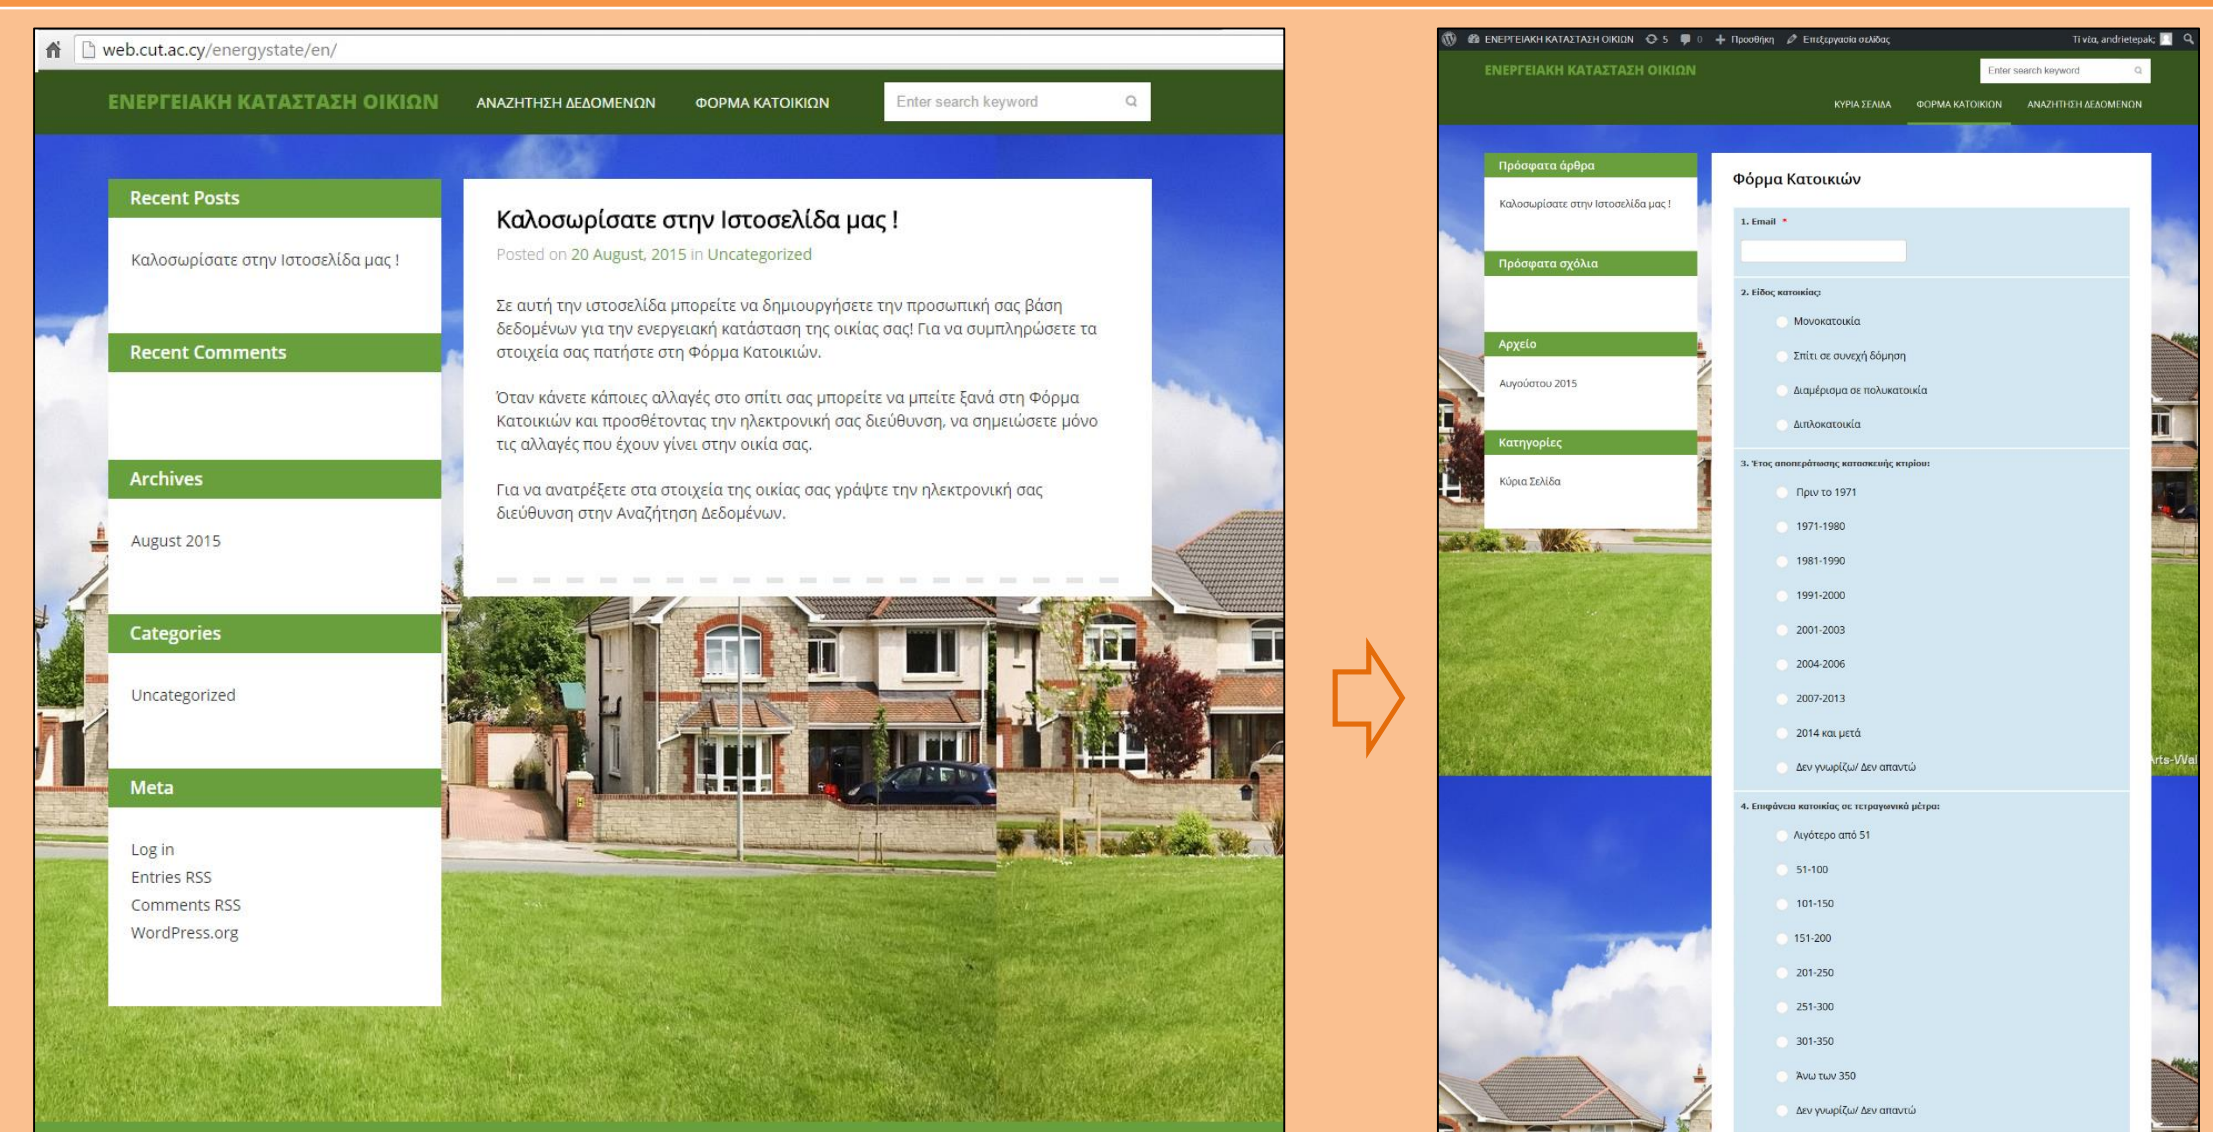 web.cut.ac.cy/energystate/en/
ΕΝΕΡΓΕΙΑΚΗ ΚΑΤΑΣΤΑΣΗ ΟΙΚΙΩΝ
ΑΝΑΖΗΤΗΣΗ ΔΕΔΟΜΕΝΩΝ
ΦΟΡΜΑ ΚΑΤΟΙΚΙΩΝ
Enter search keyword
Recent Posts
Καλοσωρίσατε στην Ιστοσελίδα μας !
Recent Comments
Archives
August 2015
Categories
Uncategorized
Meta
Log in
Entries RSS
Comments RSS
WordPress.org
Καλοσωρίσατε στην Ιστοσελίδα μας !
Posted on 20 August, 2015 in Uncategorized
Σε αυτή την ιστοσελίδα μπορείτε να δημιουργήσετε την προσωπική σας βάση
δεδομένων για την ενεργειακή κατάσταση της οικίας σας! Για να συμπληρώσετε τα
στοιχεία σας πατήστε στη Φόρμα Κατοικιών.
Όταν κάνετε κάποιες αλλαγές στο σπίτι σας μπορείτε να μπείτε ξανά στη Φόρμα
Κατοικιών και προσθέτοντας την ηλεκτρονική σας διεύθυνση, να σημειώσετε μόνο
τις αλλαγές που έχουν γίνει στην οικία σας.
Για να ανατρέξετε στα στοιχεία της οικίας σας γράψτε την ηλεκτρονική σας
διεύθυνση στην Αναζήτηση Δεδομένων.
ΕΝΕΡΓΕΙΑΚΗ ΚΑΤΑΣΤΑΣΗ ΟΙΚΙΩΝ 5 0 Προσθήκη Επεξεργασία σελίδας Τι νέα, andrietepak;
ΕΝΕΡΓΕΙΑΚΗ ΚΑΤΑΣΤΑΣΗ ΟΙΚΙΩΝ
Enter search keyword
ΚΥΡΙΑ ΣΕΛΙΔΑ ΦΟΡΜΑ ΚΑΤΟΙΚΙΩΝ ΑΝΑΖΗΤΗΣΗ ΔΕΔΟΜΕΝΩΝ
Πρόσφατα άρθρα
Καλοσωρίσατε στην Ιστοσελίδα μας !
Πρόσφατα σχόλια
Αρχείο
Αυγούστου 2015
Κατηγορίες
Κύρια Σελίδα
Φόρμα Κατοικιών
1. Email *
2. Είδος κατοικίας:
Μονοκατοικία
Σπίτι σε συνεχή δόμηση
Διαμέρισμα σε πολυκατοικία
Διπλοκατοικία
3. Έτος αποπεράτωσης κατασκευής κτιρίου:
Πριν το 1971
1971-1980
1981-1990
1991-2000
2001-2003
2004-2006
2007-2013
2014 και μετά
Δεν γνωρίζω/ Δεν απαντώ
4. Επιφάνεια κατοικίας σε τετραγωνικά μέτρα:
Λιγότερο από 51
51-100
101-150
151-200
201-250
251-300
301-350
Άνω των 350
Δεν γνωρίζω/ Δεν απαντώ